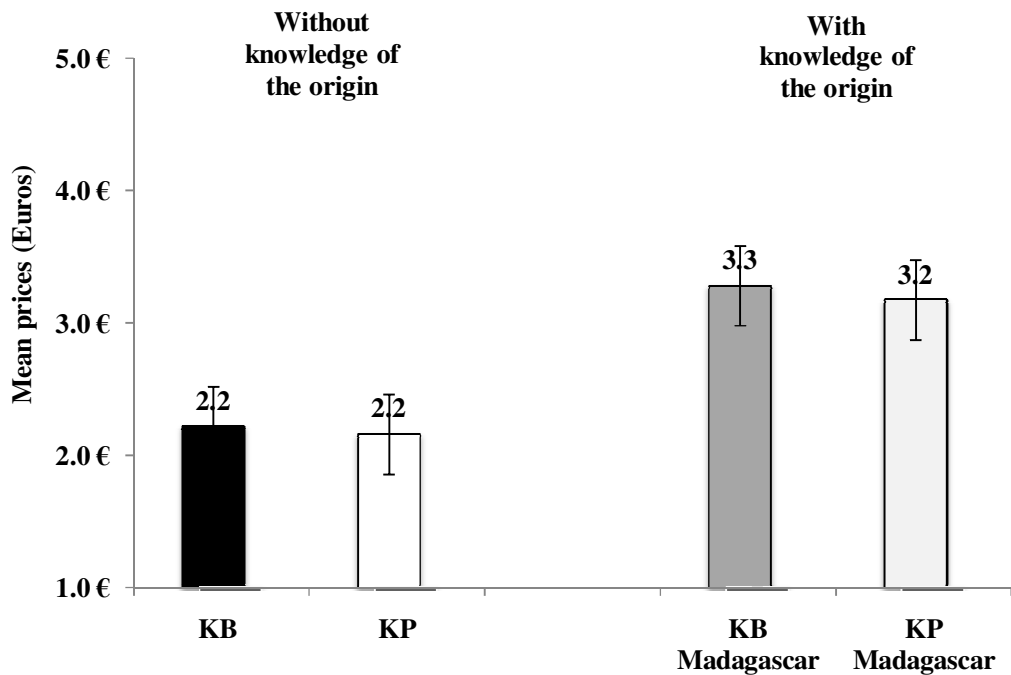 Without
knowledge of
the origin
With
knowledge of
the origin
Mean prices (Euros)
5.0 €
4.0 €
3.0 €
2.0 €
1.0 €
2.2
2.2
3.3
3.2
KB
KP
KB
Madagascar
KP
Madagascar